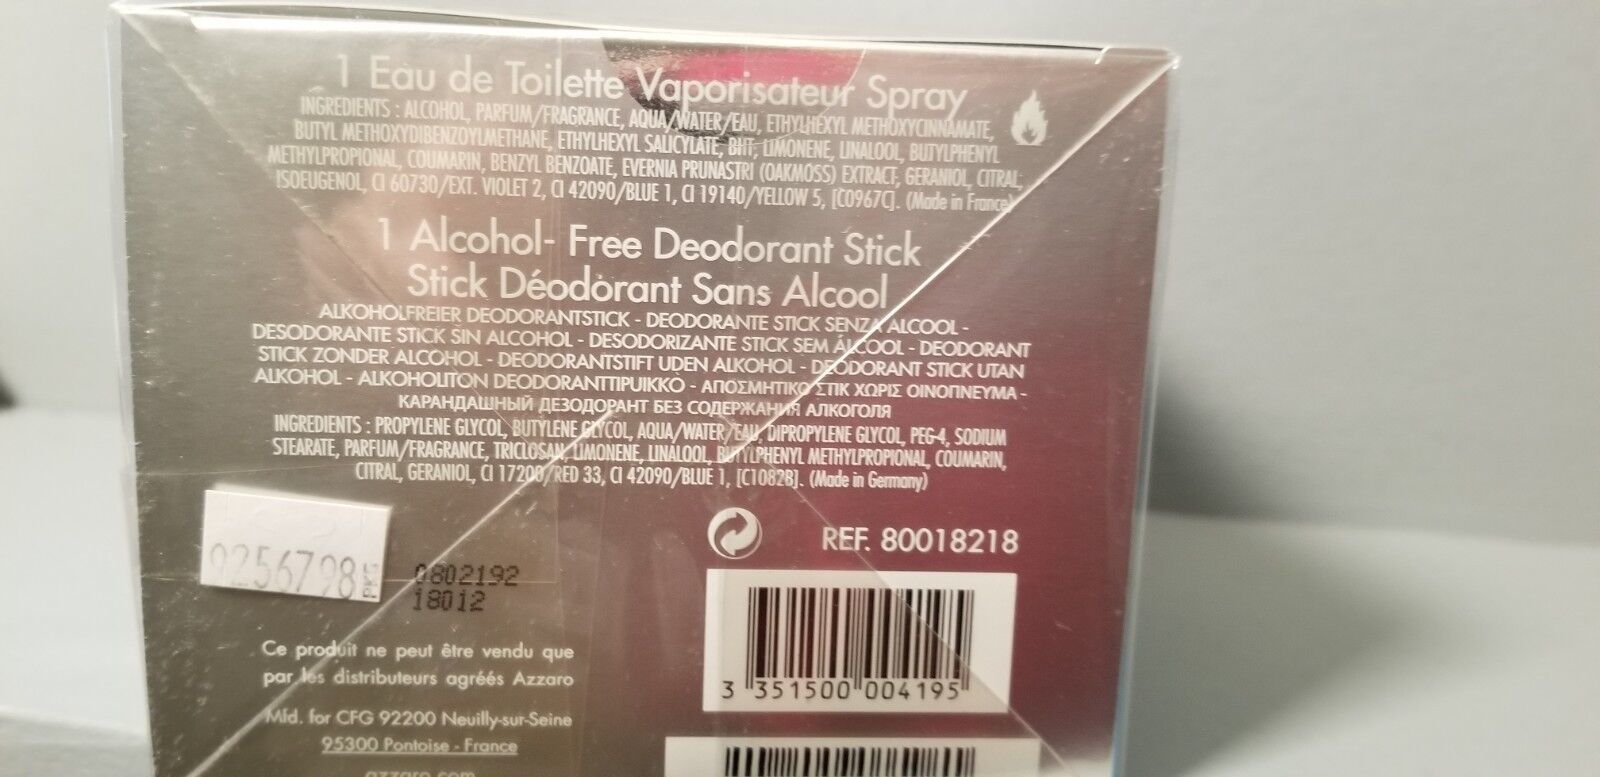 1 Eau de Toilette Vaporisateur Spray
INGREDIENTS : ALCOHOL, PARFUM/FRAGRANCE, AQUA/WATER/EAU, ETHYLHEXYL METHOXYCINNAMATE,
BUTYL METHOXYDIBENZOYLMETHANE, ETHYLHEXYL SALICYLATE, BHT, LIMONENE, LINALOOL, BUTYLPHENYL
METHYLPROPIONAL, COUMARIN, BENZYL BENZOATE, EVERNIA PRUNASTRI (OAKMOSS) EXTRACT, GERANIOL, CITRAL,
ISOEUGENOL, CI 60730/EXT. VIOLET 2, CI 42090/BLUE 1, CI 19140/YELLOW 5, [C0967C]. (Made in France)
1 Alcohol- Free Deodorant Stick
Stick Déodorant Sans Alcool
ALKOHOLFREIER DEODORANTSTICK - DEODORANTE STICK SENZA ALCOOL -
DESODORANTE STICK SIN ALCOHOL - DESODORIZANTE STICK SEM ÁLCOOL - DEODORANT
STICK ZONDER ALCOHOL - DEODORANTSTIFT UDEN ALKOHOL - DEODORANT STICK UTAN
ALKOHOL - ALKOHOLITON DEODORANTTIPUIKKO - ΑΠΟΣΜΗΤΙΚΟ ΣΤΙΚ ΧΩΡΙΣ ΟΙΝΟΠΝΕΥΜΑ -
КАРАНДАШНЫЙ ДЕЗОДОРАНТ БЕЗ СОДЕРЖАНИЯ АЛКОГОЛЯ
INGREDIENTS : PROPYLENE GLYCOL, BUTYLENE GLYCOL, AQUA/WATER/EAU, DIPROPYLENE GLYCOL, PEG-4, SODIUM
STEARATE, PARFUM/FRAGRANCE, TRICLOSAN, LIMONENE, LINALOOL, BUTYLPHENYL METHYLPROPIONAL, COUMARIN,
CITRAL, GERANIOL, CI 17200/RED 33, CI 42090/BLUE 1, [C1082B]. (Made in Germany)
REF. 80018218
9256798
0802192
18012
Ce produit ne peut être vendu que
par les distributeurs agréés Azzaro
3 351500 004195
Mfd. for CFG 92200 Neuilly-sur-Seine
95300 Pontoise - France
azzaro.com